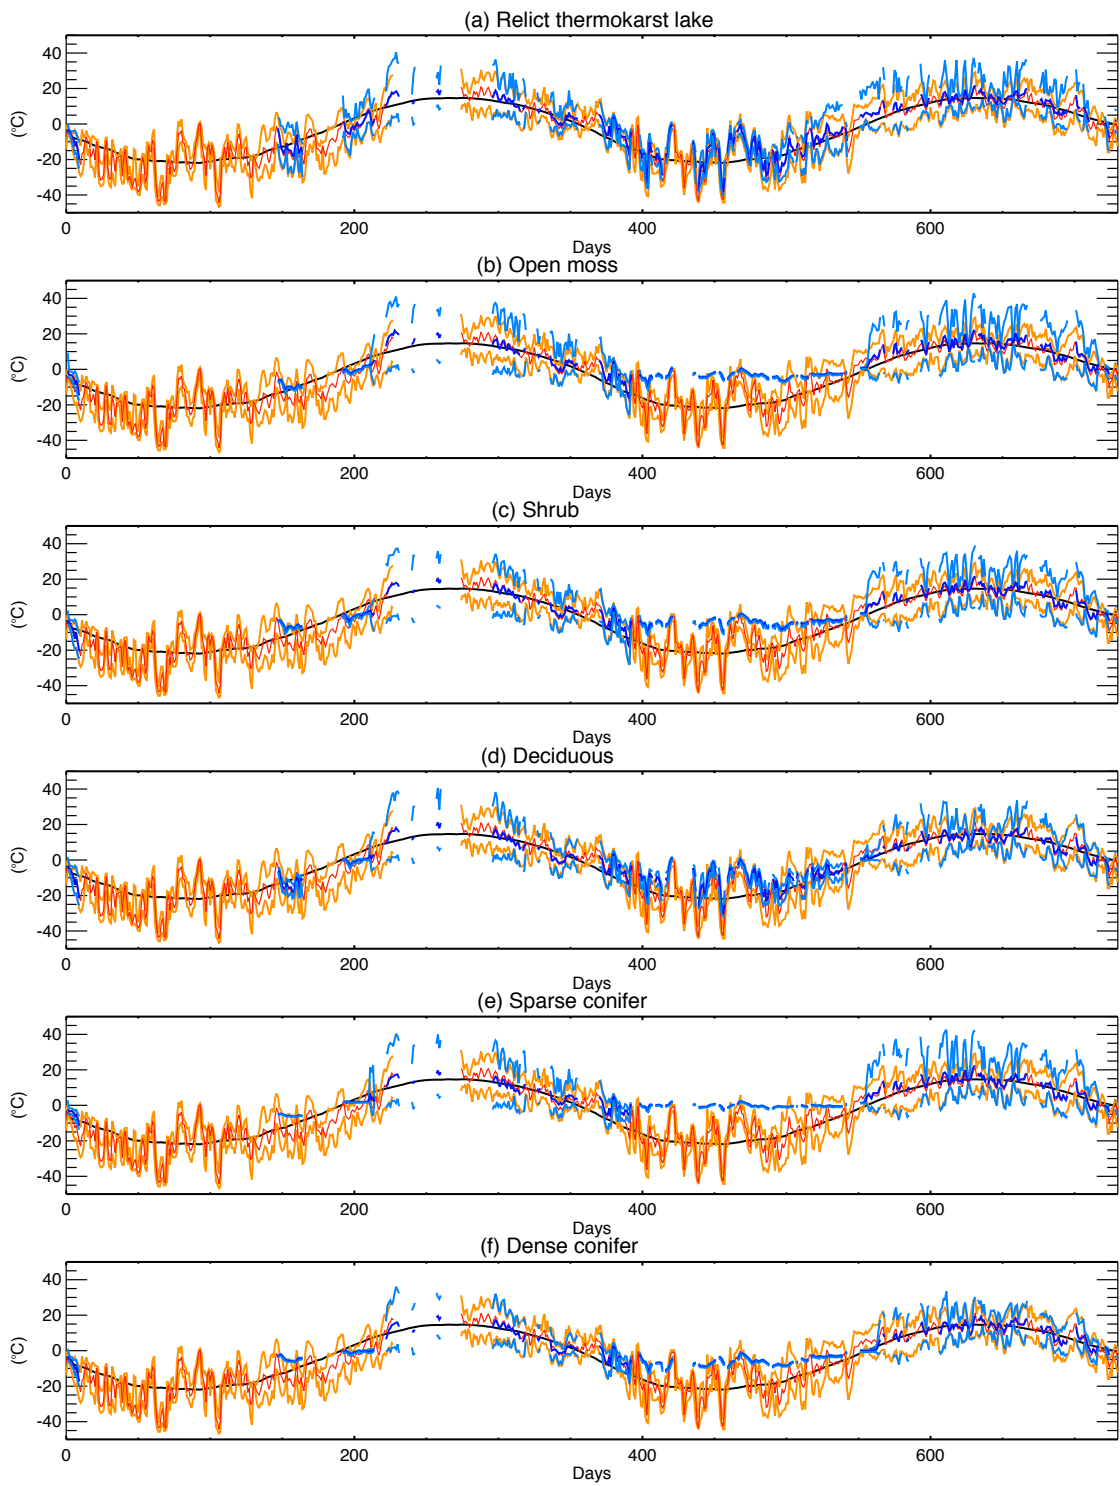 (a) Relict thermokarst lake
40
20
0
-20
-40
(°C)
0 200 400 600
Days
(b) Open moss
40
20
0
-20
-40
(°C)
0 200 400 600
Days
(c) Shrub
40
20
0
-20
-40
(°C)
0 200 400 600
Days
(d) Deciduous
40
20
0
-20
-40
(°C)
0 200 400 600
Days
(e) Sparse conifer
40
20
0
-20
-40
(°C)
0 200 400 600
Days
(f) Dense conifer
40
20
0
-20
-40
(°C)
0 200 400 600
Days